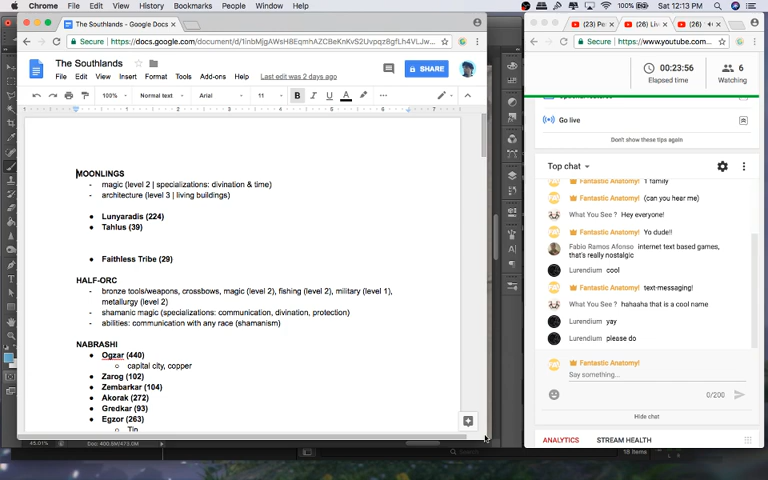 Chrome File Edit View History Bookmarks People Window Help 100% Sat 12:13 PM
The Southlands - Google Docs
Secure
The Southlands
File Edit View Insert Format Tools Add-ons Help Last edit was 2 days ago
SHARE
100% Normal text Arial 11 B I U A
MOONLINGS
- magic (level 2 | specializations: divination & time)
- architecture (level 3 | living buildings)
Lunyaradis (224)
Tahlus (39)
Faithless Tribe (29)
HALF-ORC
- bronze tools/weapons, crossbows, magic (level 2), fishing (level 2), military (level 1),
metallurgy (level 2)
- shamanic magic (specializations: communication, divination, protection)
- abilities: communication with any race (shamanism)
NABRASHI
Ogzar (440)
capital city, copper
Zarog (102)
Zembarkar (104)
Akorak (272)
Gredkar (93)
Egzor (263)
Tin
(23) Pe (26) Liv (26)
Secure https://www.youtube.com...
00:23:56
Elapsed time
6
Watching
Go live
Don't show these tips again
Top chat
Fantastic Anatomy! 1 family
Fantastic Anatomy! (can you hear me)
What You See ? Hey everyone!
Fantastic Anatomy! Yo dude!!
Fabio Ramos Afonso internet text based games,
that's really nostalgic
Lurendium cool
Fantastic Anatomy! text-messaging!
What You See ? hahaaha that is a cool name
Lurendium yay
Lurendium please do
Fantastic Anatomy!
Say something...
0/200
Hide chat
ANALYTICS STREAM HEALTH